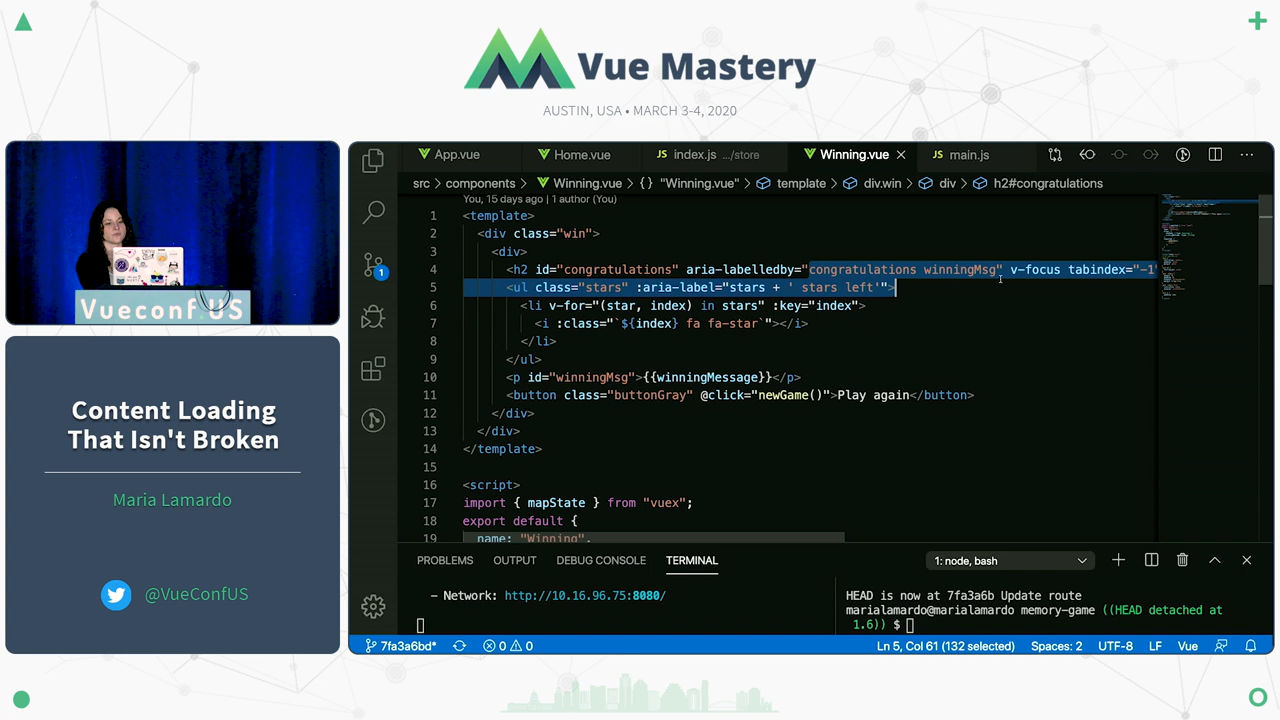 Vue Mastery
AUSTIN, USA • MARCH 3-4, 2020
Vueconf.US
Content Loading
That Isn't Broken
Maria Lamardo
@VueConfUS
App.vue
Home.vue
JS index.js .../store
Winning.vue
JS main.js
src > components > Winning.vue > {} "Winning.vue" > template > div.win > div > h2#congratulations
You, 15 days ago | 1 author (You)
1 <template>
2 <div class="win">
3 <div>
4 <h2 id="congratulations" aria-labelledby="congratulations winningMsg" v-focus tabindex="-1"
5 <ul class="stars" :aria-label="stars + ' stars left'">
6 <li v-for="(star, index) in stars" :key="index">
7 <i :class="`${index} fa fa-star`"></i>
8 </li>
9 </ul>
10 <p id="winningMsg">{{winningMessage}}</p>
11 <button class="buttonGray" @click="newGame()">Play again</button>
12 </div>
13 </div>
14 </template>
15
16 <script>
17 import { mapState } from "vuex";
18 export default {
19 name: "Winning",
1
PROBLEMS OUTPUT DEBUG CONSOLE TERMINAL
1: node, bash
- Network: http://10.16.96.75:8080/
HEAD is now at 7fa3a6b Update route
marialamardo@marialamardo memory-game ((HEAD detached at
1.6)) $
7fa3a6bd* 0 0 Ln 5, Col 61 (132 selected) Spaces: 2 UTF-8 LF Vue